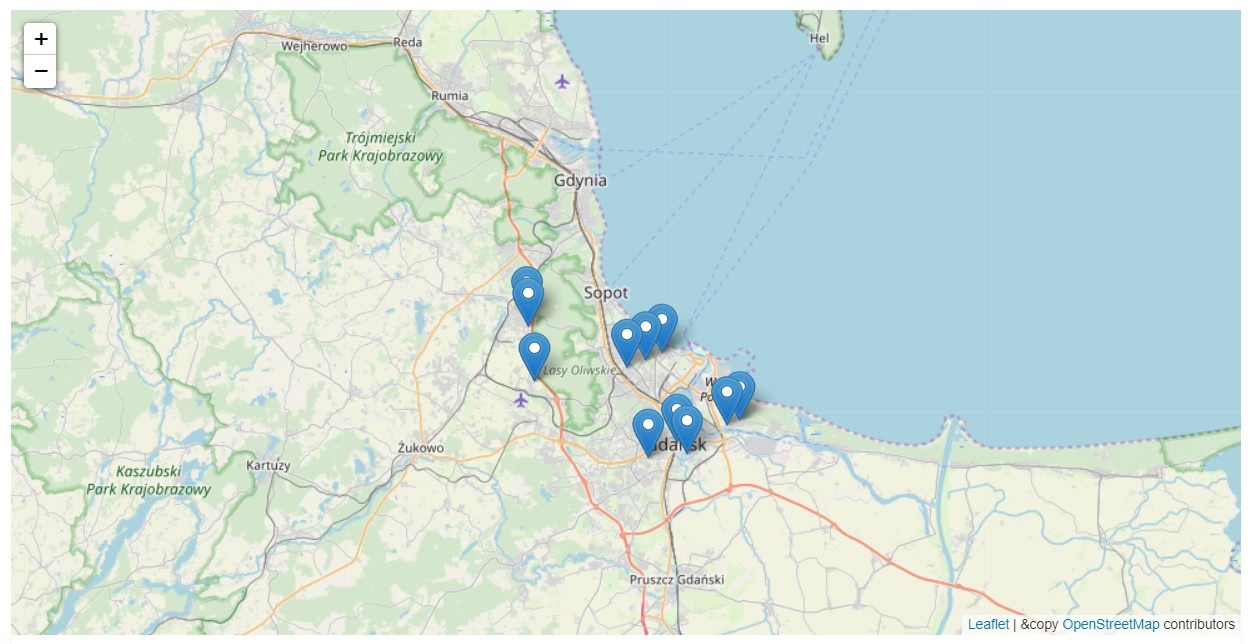 +
−
Wejherowo
Reda
Hel
Rumia
Trójmiejski
Park Krajobrazowy
Gdynia
Sopot
Lasy Oliwskie
Żukowo
Kartuzy
Kaszubski
Park Krajobrazowy
Pruszcz Gdański
Leaflet | &copy OpenStreetMap contributors